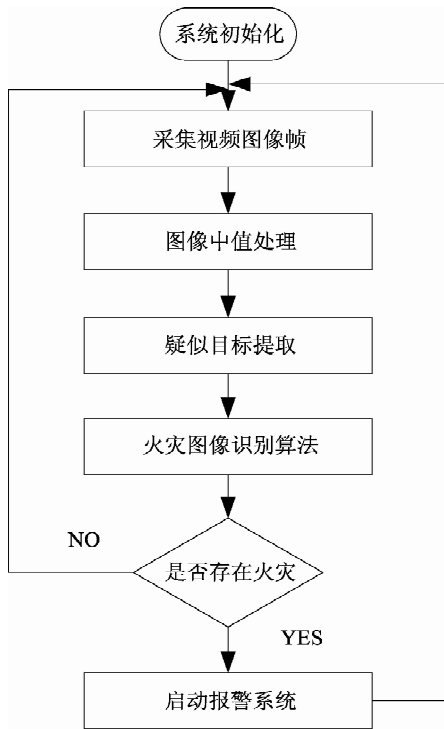 系统初始化
采集视频图像帧
图像中值处理
疑似目标提取
火灾图像识别算法
是否存在火灾
NO
YES
启动报警系统